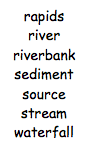 rapids
river
riverbank
sediment
source
stream
waterfall